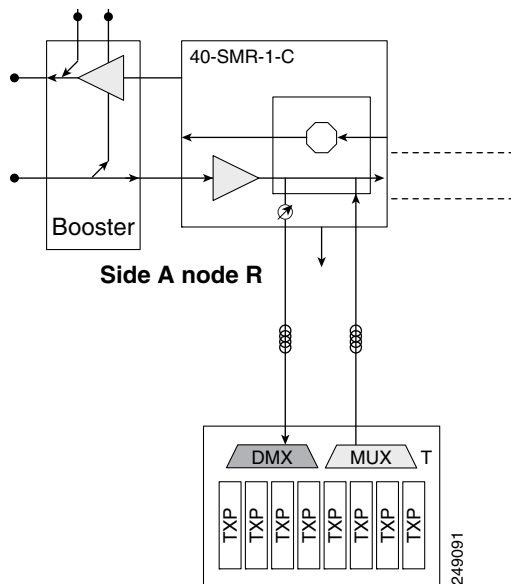 40-SMR-1-C
Booster
Side A node R
DMX
MUX
T
TXP
TXP
TXP
TXP
TXP
TXP
TXP
TXP
249091